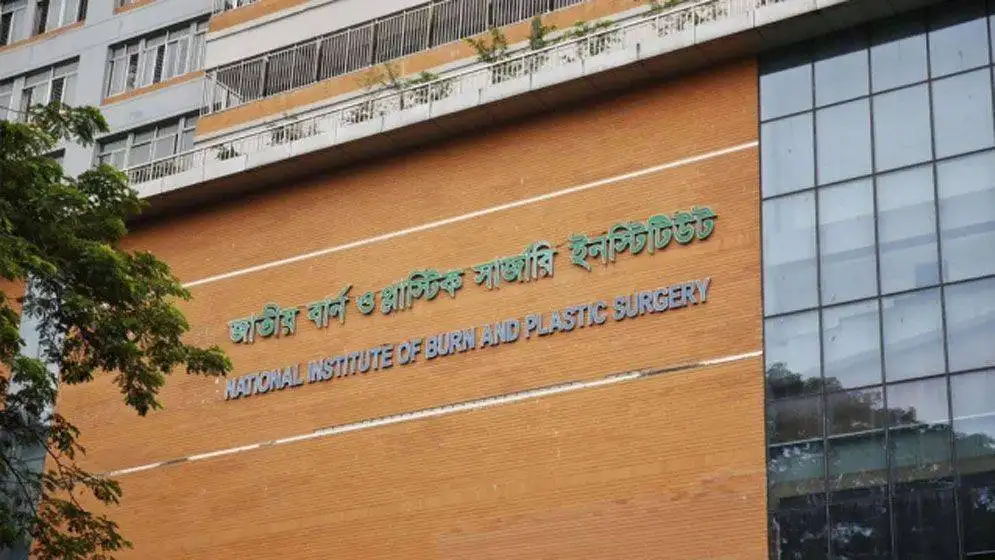 জাতীয় বার্ন ও প্লাস্টিক সার্জারি ইনস্টিটিউট
NATIONAL INSTITUTE OF BURN AND PLASTIC SURGERY